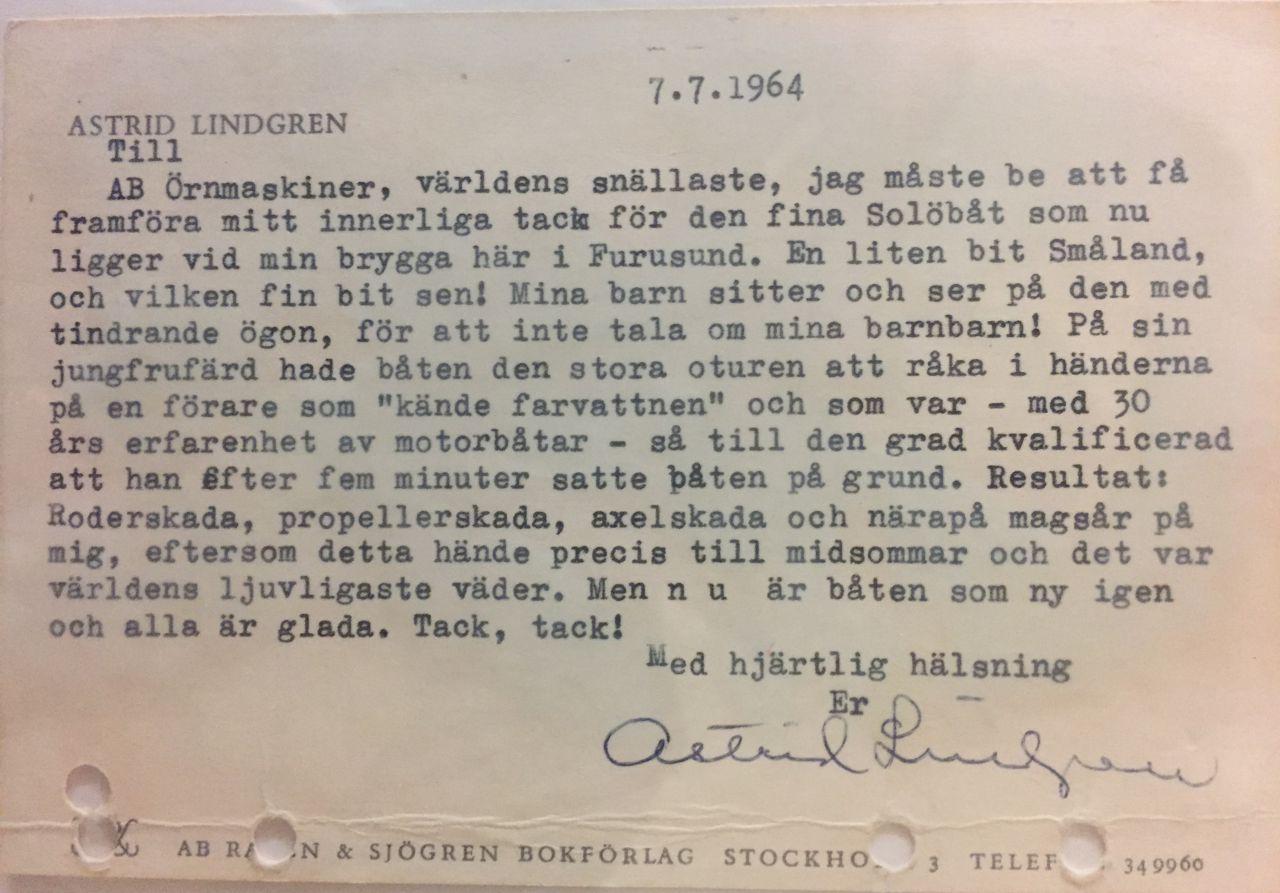 7.7.1964
ASTRID LINDGREN
Till
AB Örnmaskiner, världens snällaste, jag måste be att få
framföra mitt innerliga tack för den fina Solöbåt som nu
ligger vid min brygga här i Furusund. En liten bit Småland,
och vilken fin bit sen! Mina barn sitter och ser på den med
tindrande ögon, för att inte tala om mina barnbarn! På sin
jungfrufärd hade båten den stora oturen att råka i händerna
på en förare som "kände farvattnen" och som var - med 30
års erfarenhet av motorbåtar - så till den grad kvalificerad
att han efter fem minuter satte båten på grund. Resultat:
Roderskada, propellerskada, axelskada och närapå magsår på
mig, eftersom detta hände precis till midsommar och det var
världens ljuvligaste väder. Men n u är båten som ny igen
och alla är glada. Tack, tack!
Med hjärtlig hälsning
Er
Astrid Lindgren
AB & SJÖGREN BOKFÖRLAG 3 349960